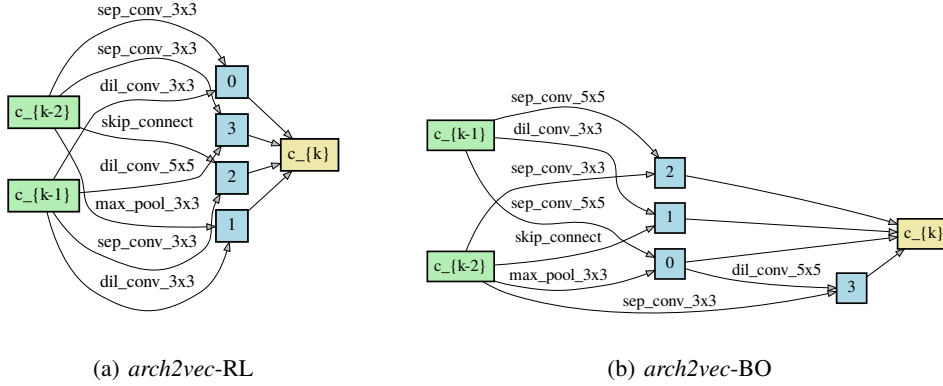 sep_conv_3x3
sep_conv_3x3
dil_conv_3x3
skip_connect
dil_conv_5x5
max_pool_3x3
sep_conv_3x3
dil_conv_3x3
c_{k-2}
c_{k-1}
0
3
2
1
c_{k}
(a) arch2vec-RL
sep_conv_5x5
dil_conv_3x3
sep_conv_3x3
sep_conv_5x5
skip_connect
max_pool_3x3
sep_conv_3x3
dil_conv_5x5
c_{k-1}
c_{k-2}
2
1
0
3
c_{k}
(b) arch2vec-BO